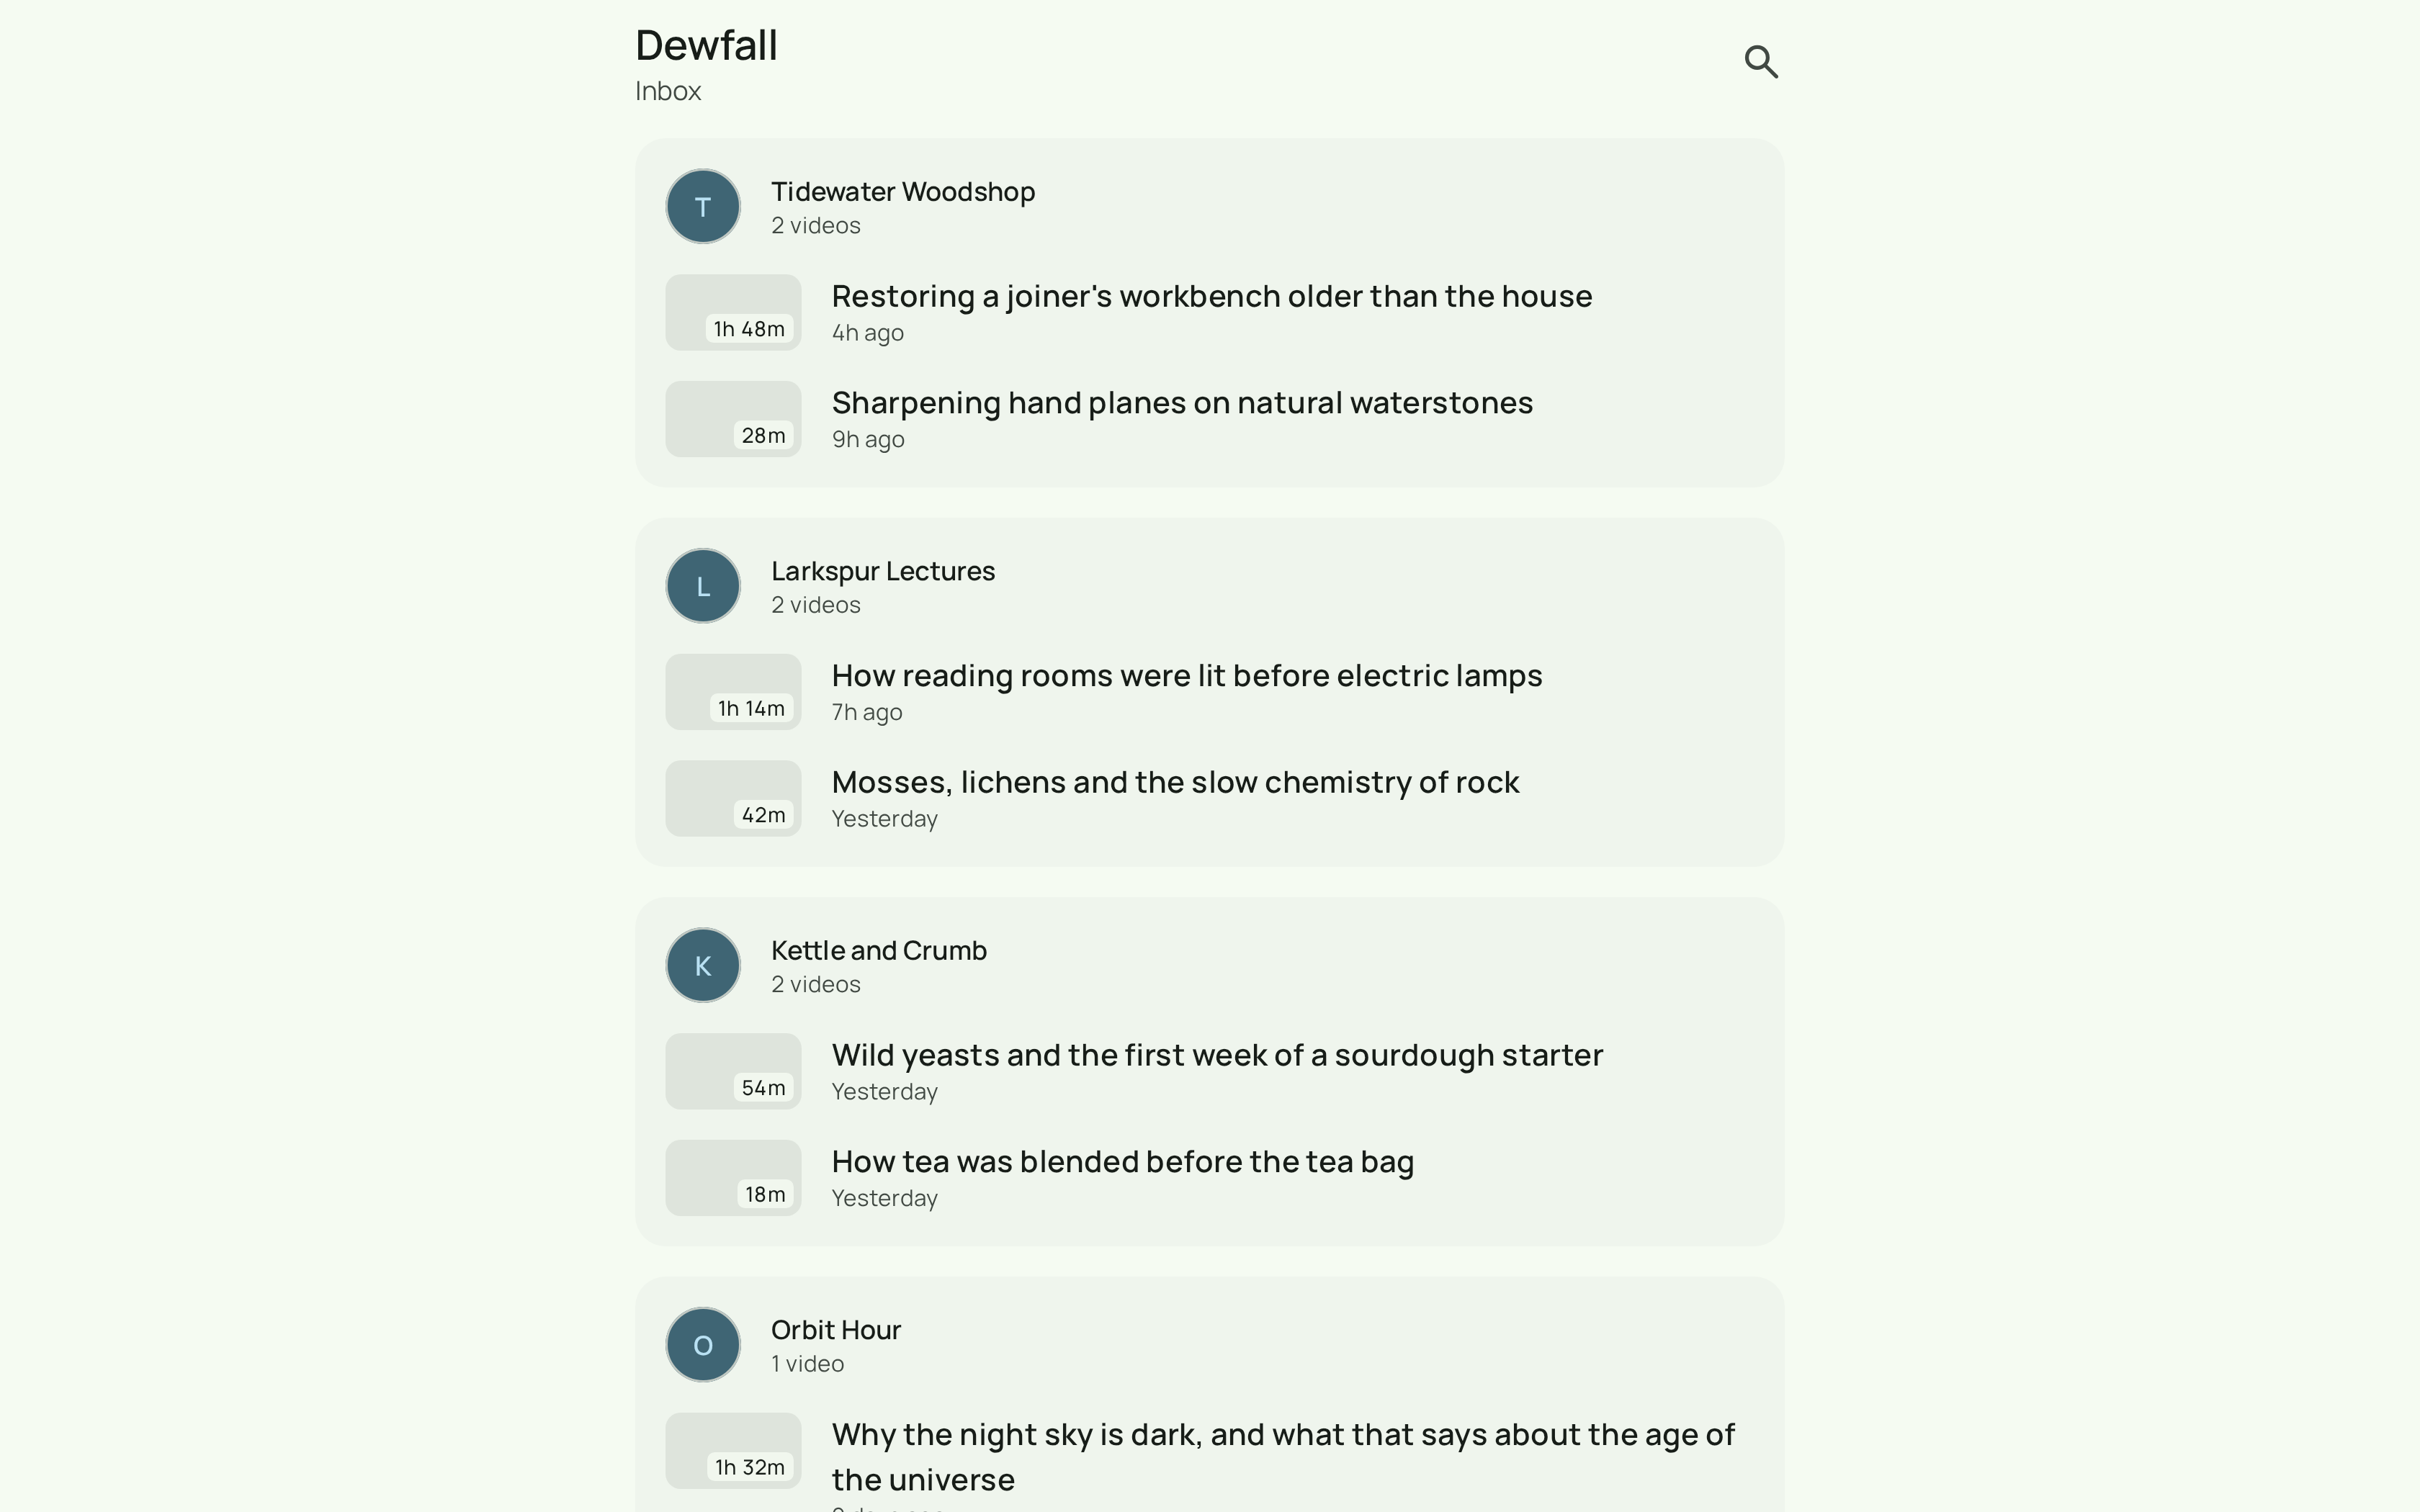 Dewfall
Inbox
T
Tidewater Woodshop
2 videos
1h 48m
Restoring a joiner's workbench older than the house
4h ago
28m
Sharpening hand planes on natural waterstones
9h ago
L
Larkspur Lectures
2 videos
1h 14m
How reading rooms were lit before electric lamps
7h ago
42m
Mosses, lichens and the slow chemistry of rock
Yesterday
K
Kettle and Crumb
2 videos
54m
Wild yeasts and the first week of a sourdough starter
Yesterday
18m
How tea was blended before the tea bag
Yesterday
O
Orbit Hour
1 video
1h 32m
Why the night sky is dark, and what that says about the age of
the universe